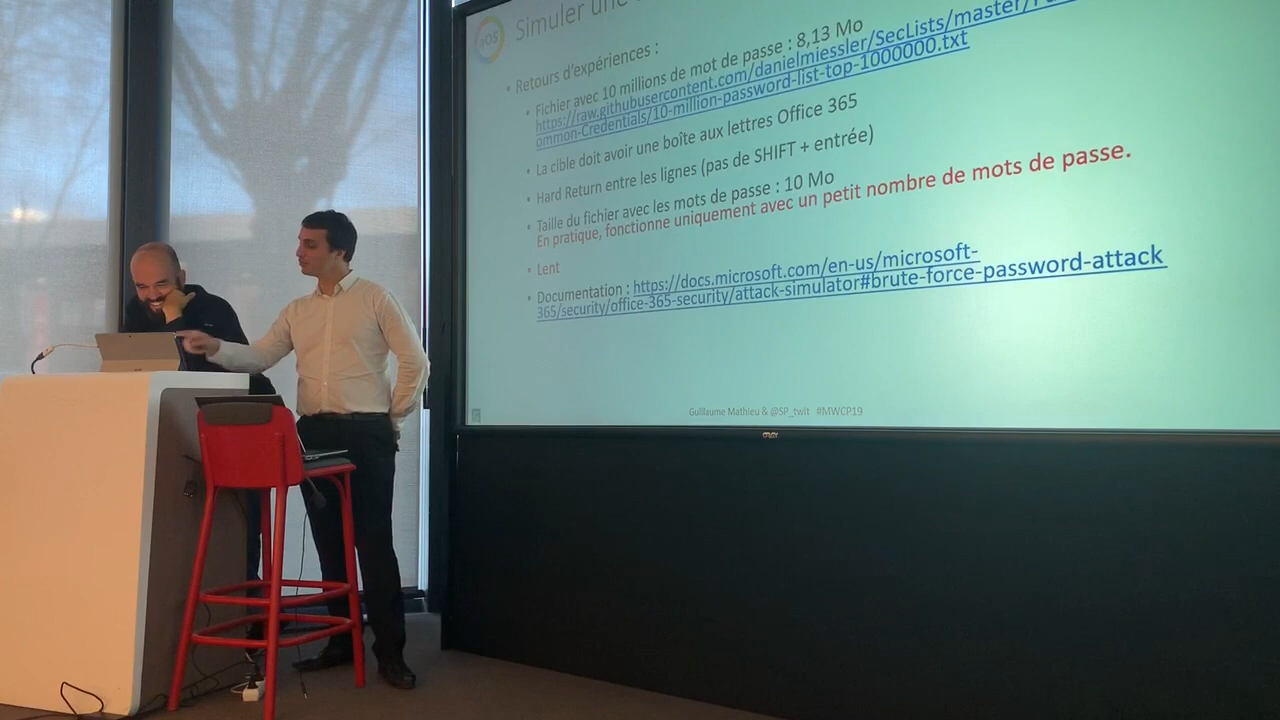 aOS
Simuler une
Retours d'expériences :
Fichier avec 10 millions de mot de passe : 8,13 Mo
https://raw.githubusercontent.com/danielmiessler/SecLists/master/
ommon-Credentials/10-million-password-list-top-1000000.txt
La cible doit avoir une boîte aux lettres Office 365
Hard Return entre les lignes (pas de SHIFT + entrée)
Taille du fichier avec les mots de passe : 10 Mo
En pratique, fonctionne uniquement avec un petit nombre de mots de passe.
Lent
Documentation : https://docs.microsoft.com/en-us/microsoft-
365/security/office-365-security/attack-simulator#brute-force-password-attack
Guillaume Mathieu & @SP_twit #MWCP19